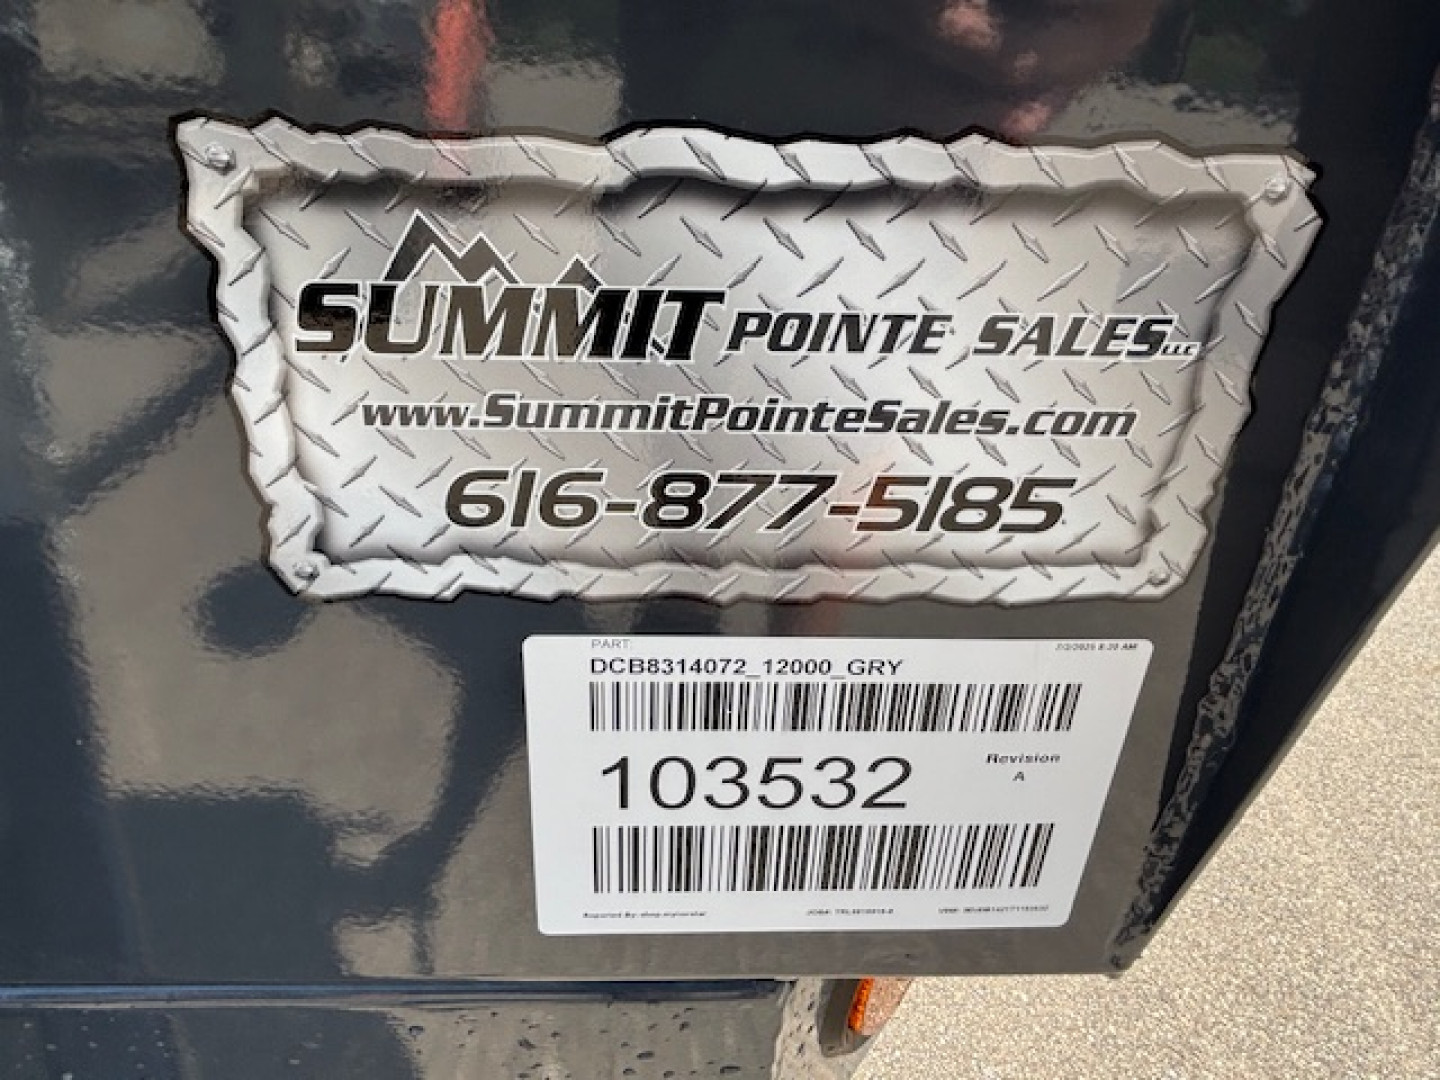 SUMMIT POINTE SALES LLC
www.SummitPointeSales.com
616-877-5185
PART:
DCB8314072_12000_GRY
103532
Revision
A